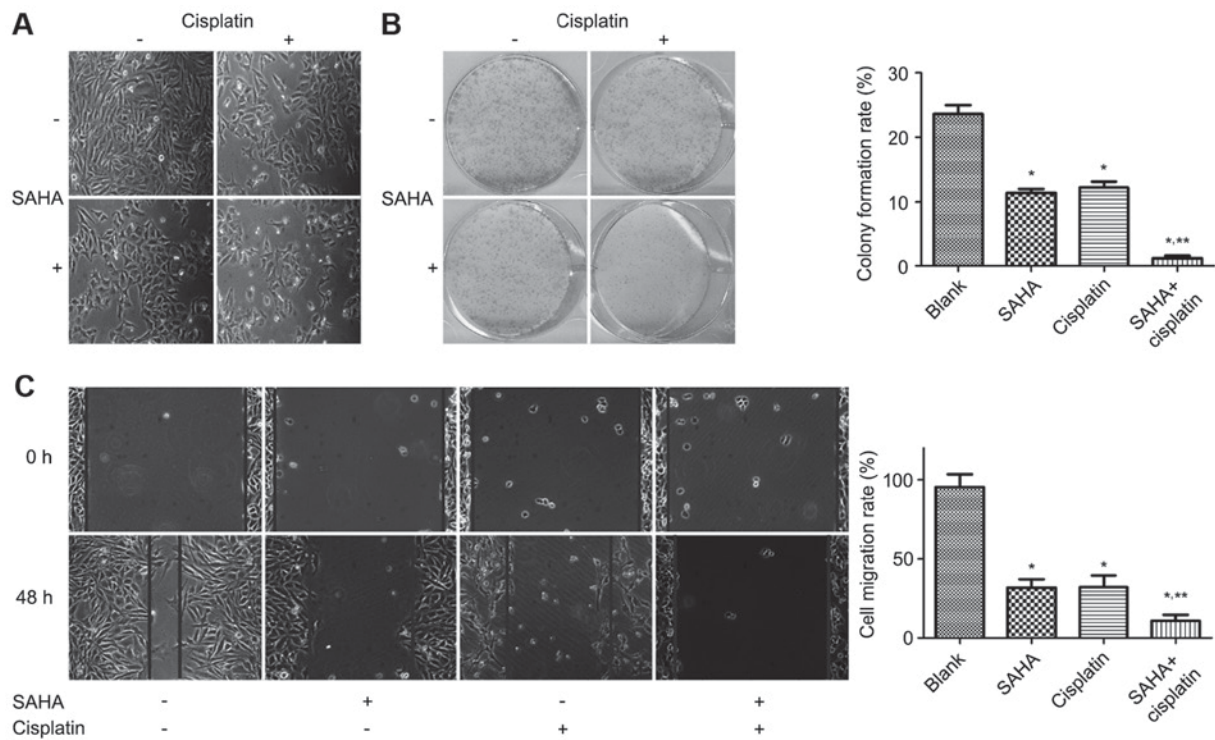 A
Cisplatin
- +
SAHA
-
+
B
Cisplatin
- +
SAHA
-
+
Colony formation rate (%)
30
20
10
0
*
*
*,**
Blank
SAHA
Cisplatin
SAHA+
cisplatin
C
0 h
48 h
SAHA - + - +
Cisplatin - - + +
Cell migration rate (%)
100
50
0
*
*
*,**
Blank
SAHA
Cisplatin
SAHA+
cisplatin